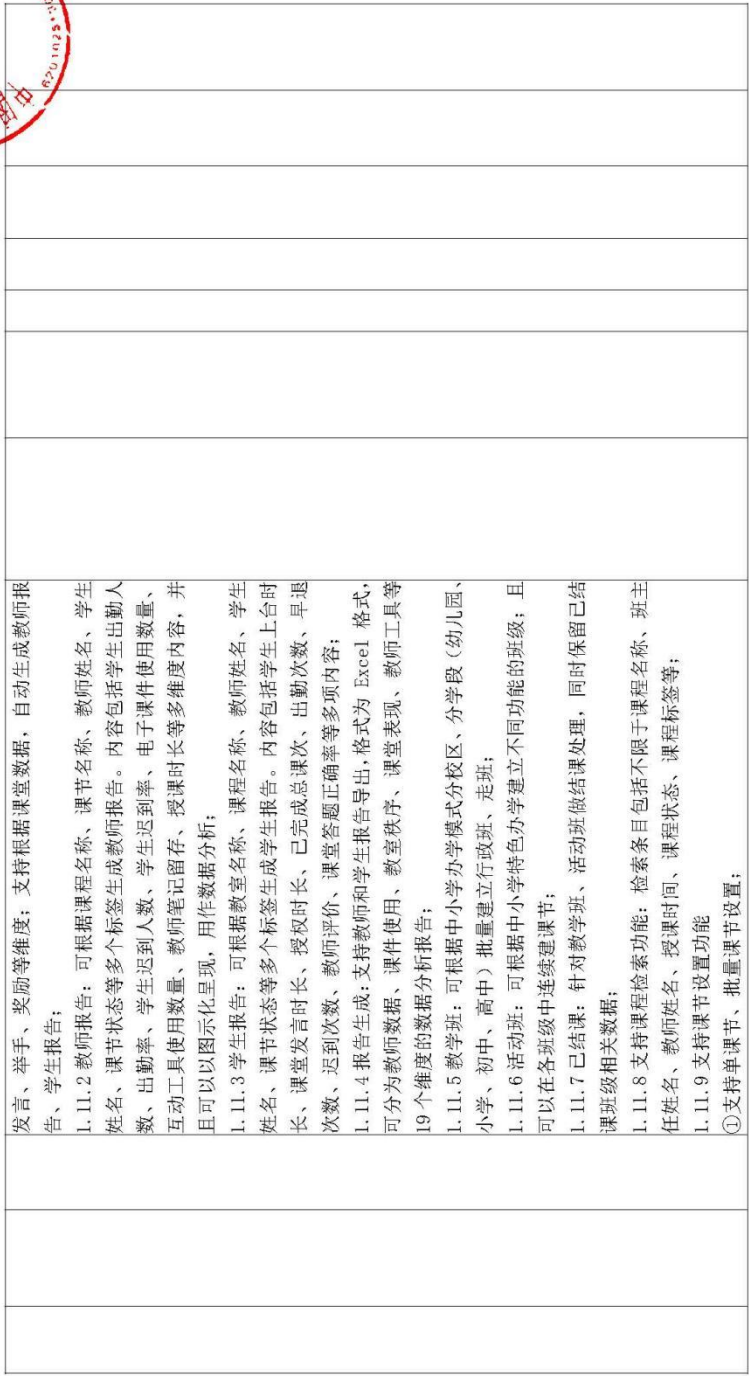 发言、举手、奖励等维度；支持根据课堂数据，自动生成教师报
告、学生报告；
1.11.2 教师报告：可根据课程名称、课节名称、教师姓名、学生
姓名、课节状态等多个标签生成教师报告。内容包括学生出勤人
数、出勤率、学生迟到人数、学生迟到率、电子课件使用数量、
互动工具使用数量、教师笔记留存、授课时长等多维度内容，并
且可以以图示化呈现，用作数据分析；
1.11.3 学生报告：可根据教室名称、课程名称、教师姓名、学生
姓名、课节状态等多个标签生成学生报告。内容包括学生上台时
长、课堂发言时长、授权时长、已完成总课次、出勤次数、早退
次数、迟到次数、教师评价、课堂答题正确率等多项内容；
1.11.4 报告生成：支持教师和学生报告导出，格式为 Excel 格式，
可分为教师数据、课件使用、教室秩序、课堂表现、教师工具等
19 个维度的数据分析报告；
1.11.5 教学班：可根据中小学办学模式分校区、分学段（幼儿园、
小学、初中、高中）批量建立行政班、走班；
1.11.6 活动班：可根据中小学特色办学建立不同功能的班级；且
可以在各班级中连续建课节；
1.11.7 已结课：针对教学班、活动班做结课处理，同时保留已结
课班级相关数据；
1.11.8 支持课程检索功能：检索条目包括不限于课程名称、班主
任姓名、教师姓名、授课时间、课程状态、课程标签等；
1.11.9 支持课节设置功能
①支持单课节、批量课节设置；